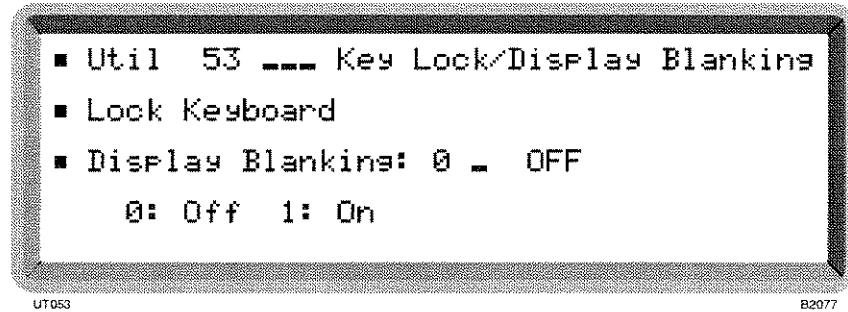 ▪ Util 53 ___ Key Lock/Display Blanking
▪ Lock Keyboard
▪ Display Blanking: 0 _ OFF
0: Off 1: On
UT053 B2077